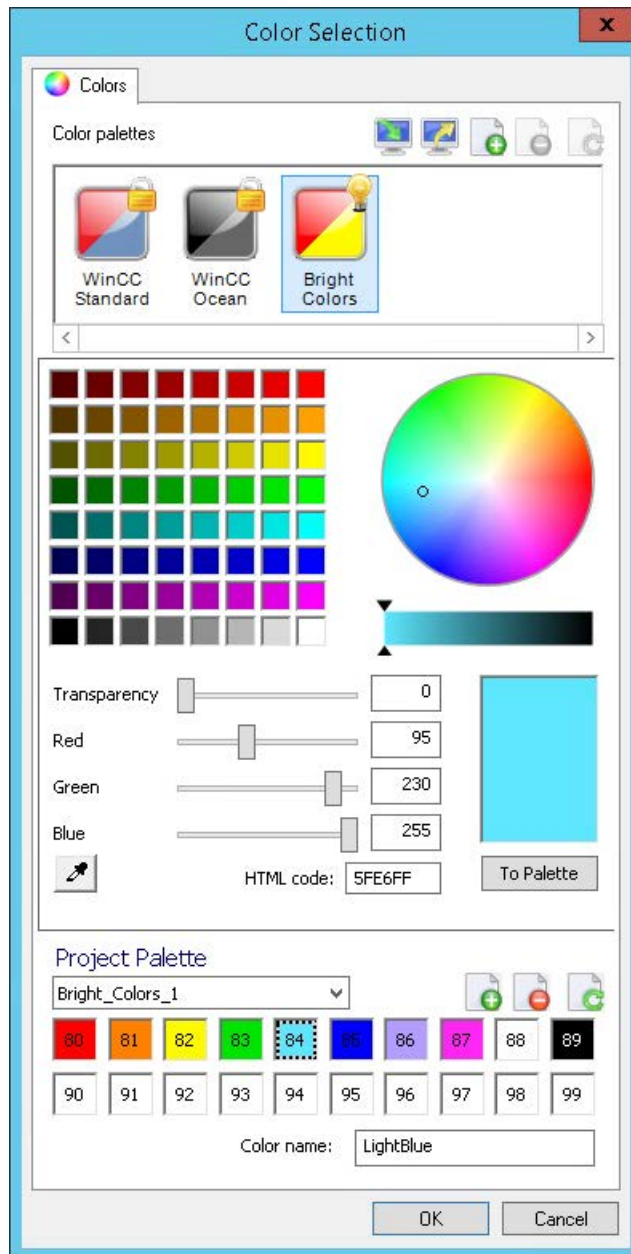 Color Selection
x
Colors
Color palettes
WinCC Standard
WinCC Ocean
Bright Colors
Transparency 0
Red 95
Green 230
Blue 255
HTML code: 5FE6FF
To Palette
Project Palette
Bright_Colors_1
80 81 82 83 84 85 86 87 88 89
90 91 92 93 94 95 96 97 98 99
Color name: LightBlue
OK Cancel